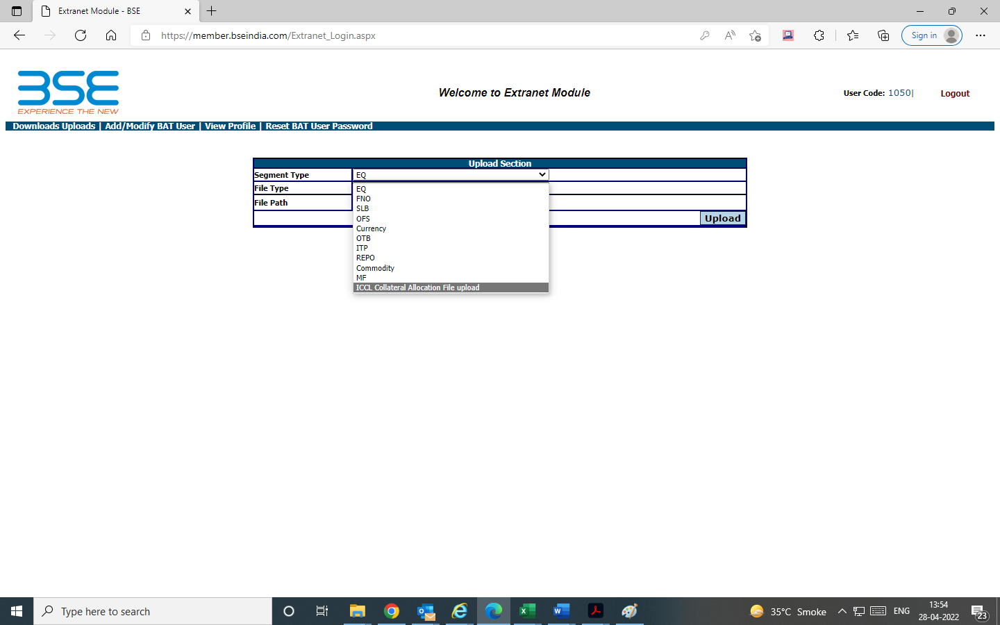 Extranet Module - BSE
https://member.bseindia.com/Extranet_Login.aspx
Sign in
BSE
EXPERIENCE THE NEW
Welcome to Extranet Module
User Code: 1050|
Logout
Downloads Uploads | Add/Modify BAT User | View Profile | Reset BAT User Password
Upload Section
Segment Type EQ
File Type
File Path
EQ
FNO
SLB
OFS
Currency
OTB
ITP
REPO
Commodity
MF
ICCL Collateral Allocation File upload
Upload
Type here to search
35°C Smoke
ENG
13:54
28-04-2022
23